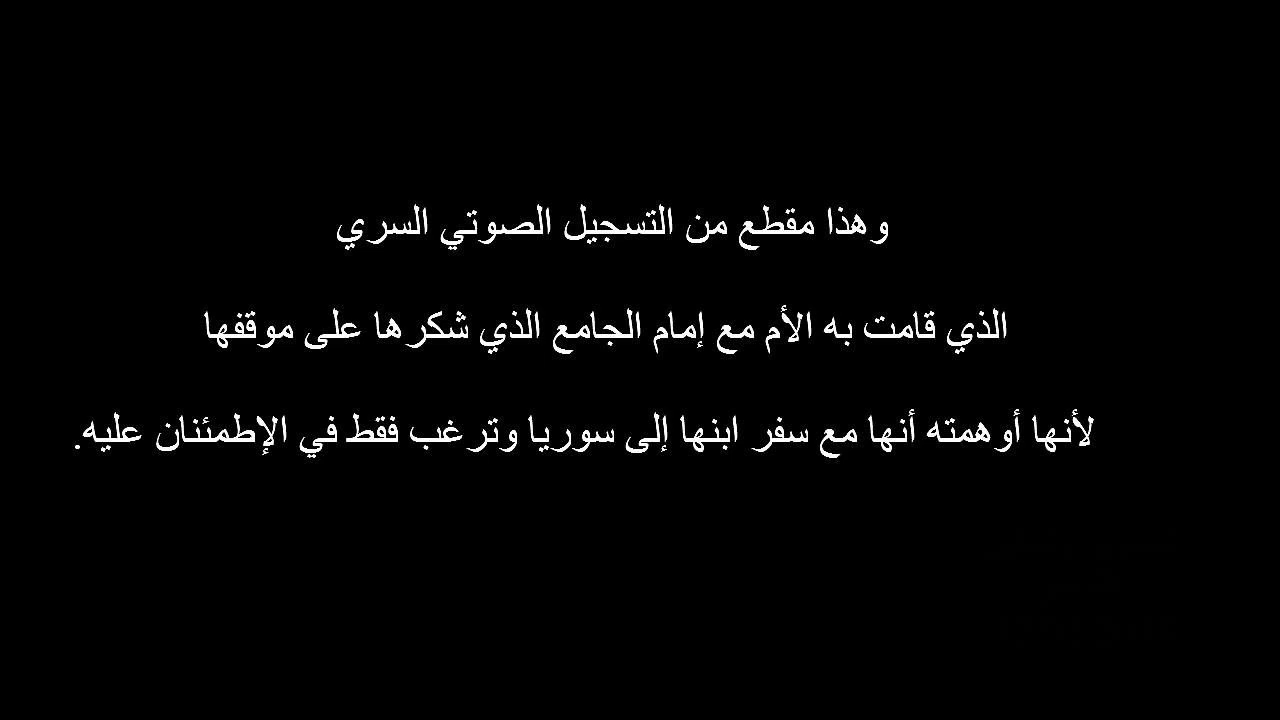 وهذا مقطع من التسجيل الصوتي السري
الذي قامت به الأم مع إمام الجامع الذي شكرها على موقفها
لأنها أوهمته أنها مع سفر ابنها إلى سوريا وترغب فقط في الإطمئنان عليه.